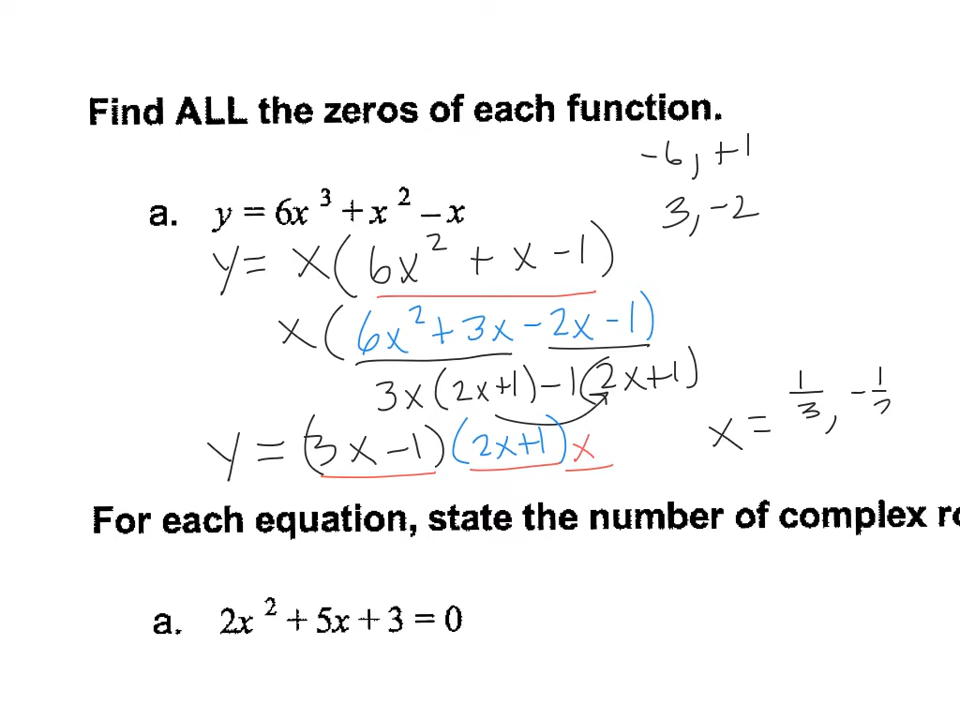 Find ALL the zeros of each function.
-6, +1
3, -2
a. y = 6x³ + x² – x
y = x(6x² + x - 1)
x(6x² + 3x - 2x - 1)
3x(2x+1) - 1(2x+1)
x = 1/3, -1/2
y = (3x - 1)(2x+1)x
For each equation, state the number of complex ro
a. 2x² + 5x + 3 = 0